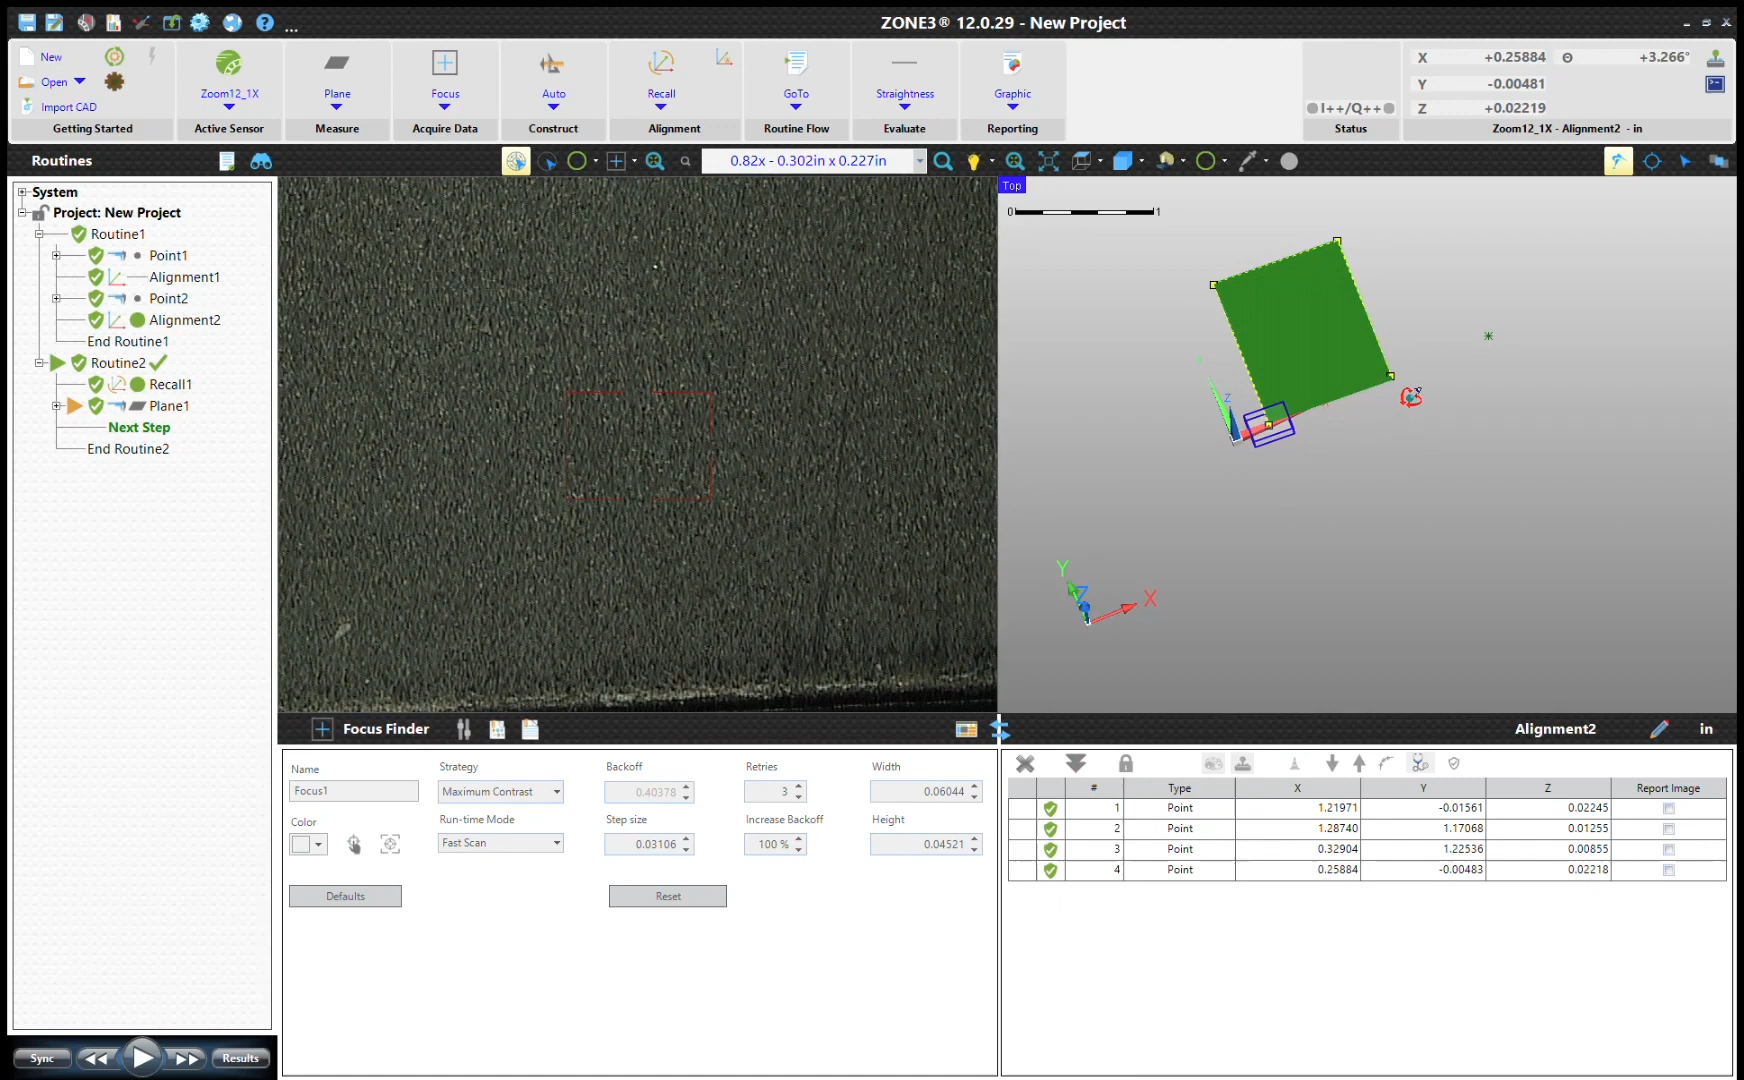 ...
ZONE3® 12.0.29 - New Project
New
Open
Import CAD
Getting Started
Zoom12_1X
Active Sensor
Plane
Measure
Focus
Acquire Data
Auto
Construct
Recall
Alignment
GoTo
Routine Flow
Straightness
Evaluate
Graphic
Reporting
I++/Q++
Status
X +0.25884 Θ +3.266°
Y -0.00481
Z +0.02219
Zoom12_1X - Alignment2 - in
Routines
0.82x - 0.302in x 0.227in
System
Project: New Project
Routine1
Point1
Alignment1
Point2
Alignment2
End Routine1
Routine2
Recall1
Plane1
Next Step
End Routine2
Top
0 1
Z
Y
Z
X
Focus Finder
Alignment2
in
Name
Strategy
Backoff
Retries
Width
Focus1
Maximum Contrast
0.40378
3
0.06044
Color
Run-time Mode
Step size
Increase Backoff
Height
Fast Scan
0.03106
100 %
0.04521
Defaults
Reset
# Type X Y Z Report Image
1 Point 1.21971 -0.01561 0.02245
2 Point 1.28740 1.17068 0.01255
3 Point 0.32904 1.22536 0.00855
4 Point 0.25884 -0.00483 0.02218
Sync
Results